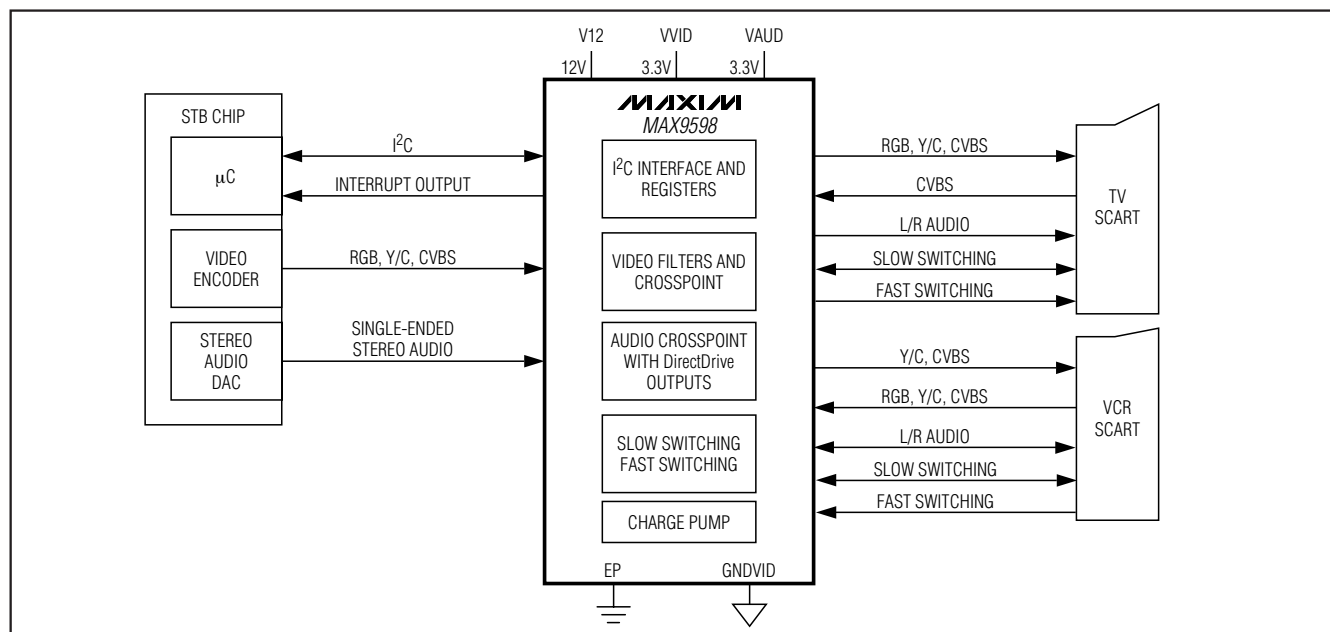 V12
VVID
VAUD
12V
3.3V
3.3V
STB CHIP
μC
VIDEO
ENCODER
STEREO
AUDIO
DAC
I2C
INTERRUPT OUTPUT
RGB, Y/C, CVBS
SINGLE-ENDED
STEREO AUDIO
MAXIM
MAX9598
I2C INTERFACE AND
REGISTERS
VIDEO FILTERS AND
CROSSPOINT
AUDIO CROSSPOINT
WITH DirectDrive
OUTPUTS
SLOW SWITCHING
FAST SWITCHING
CHARGE PUMP
EP
GNDVID
RGB, Y/C, CVBS
CVBS
L/R AUDIO
SLOW SWITCHING
FAST SWITCHING
TV
SCART
Y/C, CVBS
RGB, Y/C, CVBS
L/R AUDIO
SLOW SWITCHING
FAST SWITCHING
VCR
SCART